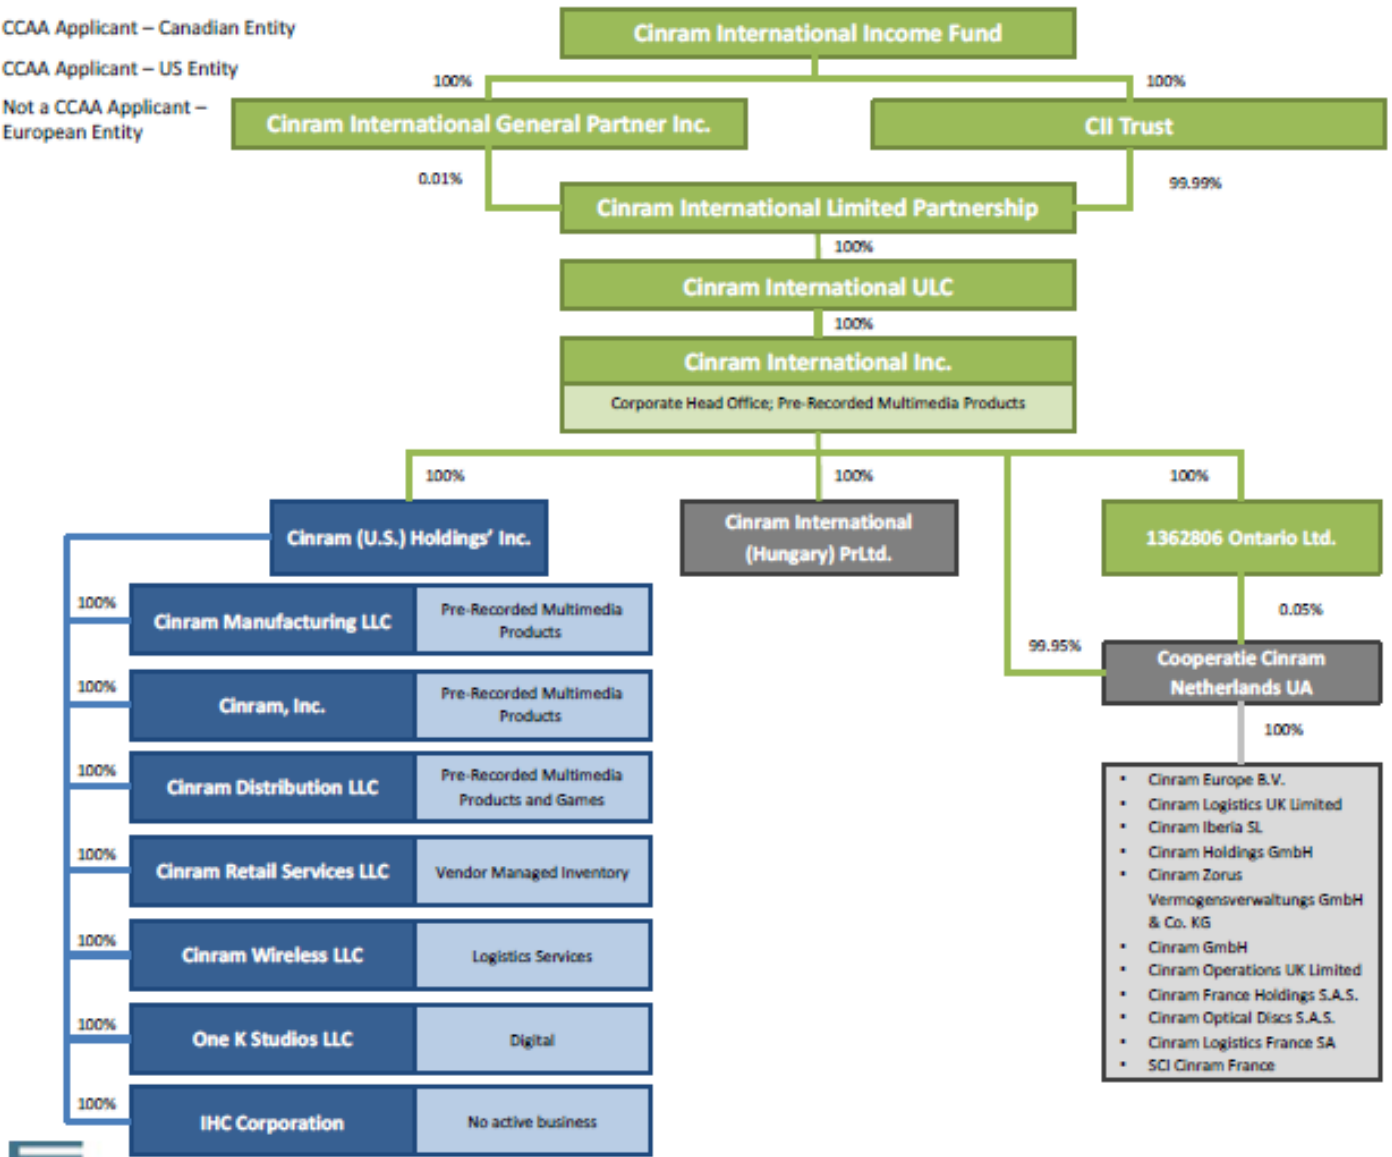 CCAA Applicant – Canadian Entity
CCAA Applicant – US Entity
Not a CCAA Applicant –
European Entity
Cinram International Income Fund
100%
100%
Cinram International General Partner Inc.
CII Trust
0.01%
99.99%
Cinram International Limited Partnership
100%
Cinram International ULC
100%
Cinram International Inc.
Corporate Head Office; Pre-Recorded Multimedia Products
100%
100%
100%
Cinram (U.S.) Holdings' Inc.
Cinram International
(Hungary) PrLtd.
1362806 Ontario Ltd.
0.05%
99.95%
Cooperatie Cinram
Netherlands UA
100%
100%
Cinram Manufacturing LLC
Pre-Recorded Multimedia
Products
100%
Cinram, Inc.
Pre-Recorded Multimedia
Products
100%
Cinram Distribution LLC
Pre-Recorded Multimedia
Products and Games
100%
Cinram Retail Services LLC
Vendor Managed Inventory
100%
Cinram Wireless LLC
Logistics Services
100%
One K Studios LLC
Digital
100%
IHC Corporation
No active business
▪ Cinram Europe B.V.
▪ Cinram Logistics UK Limited
▪ Cinram Iberia SL
▪ Cinram Holdings GmbH
▪ Cinram Zorus
Vermogensverwaltungs GmbH
& Co. KG
▪ Cinram GmbH
▪ Cinram Operations UK Limited
▪ Cinram France Holdings S.A.S.
▪ Cinram Optical Discs S.A.S.
▪ Cinram Logistics France SA
▪ SCI Cinram France